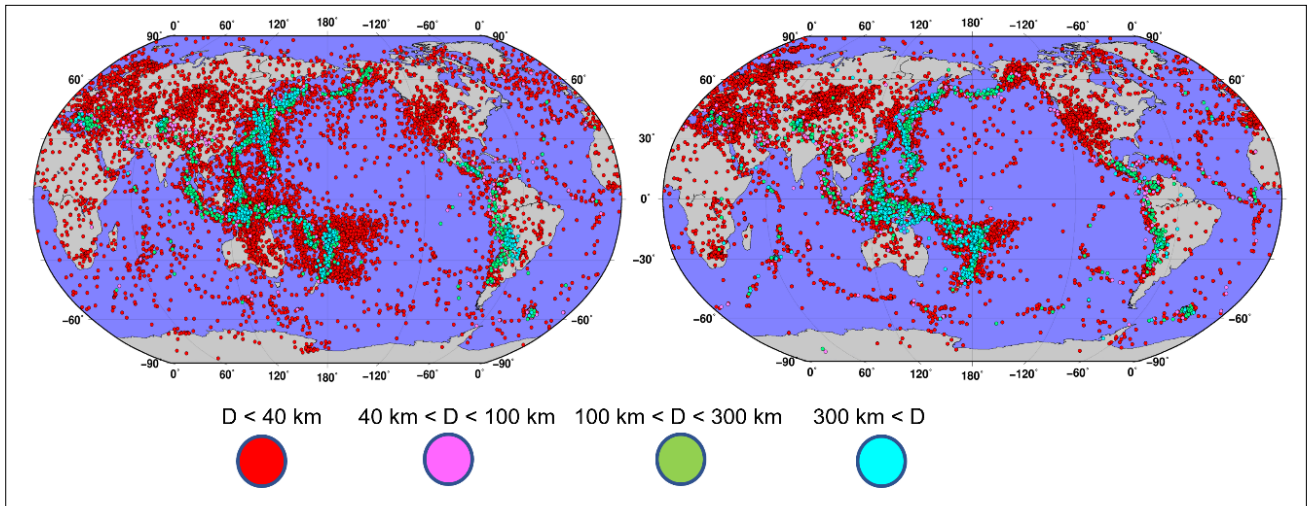 0° 60° 120° 180° -120° -60° 0° 0° 60° 120° 180° -120° -60° 0°
90° 90° 90° 90°
60° 60° 60° 60°
30° 30°
0° 0°
-30° -30°
-60° -60° -60° -60°
-90° -90° -90° -90°
0° 60° 120° 180° -120° -60° 0° 0° 60° 120° 180° -120° -60° 0°
D < 40 km 40 km < D < 100 km 100 km < D < 300 km 300 km < D